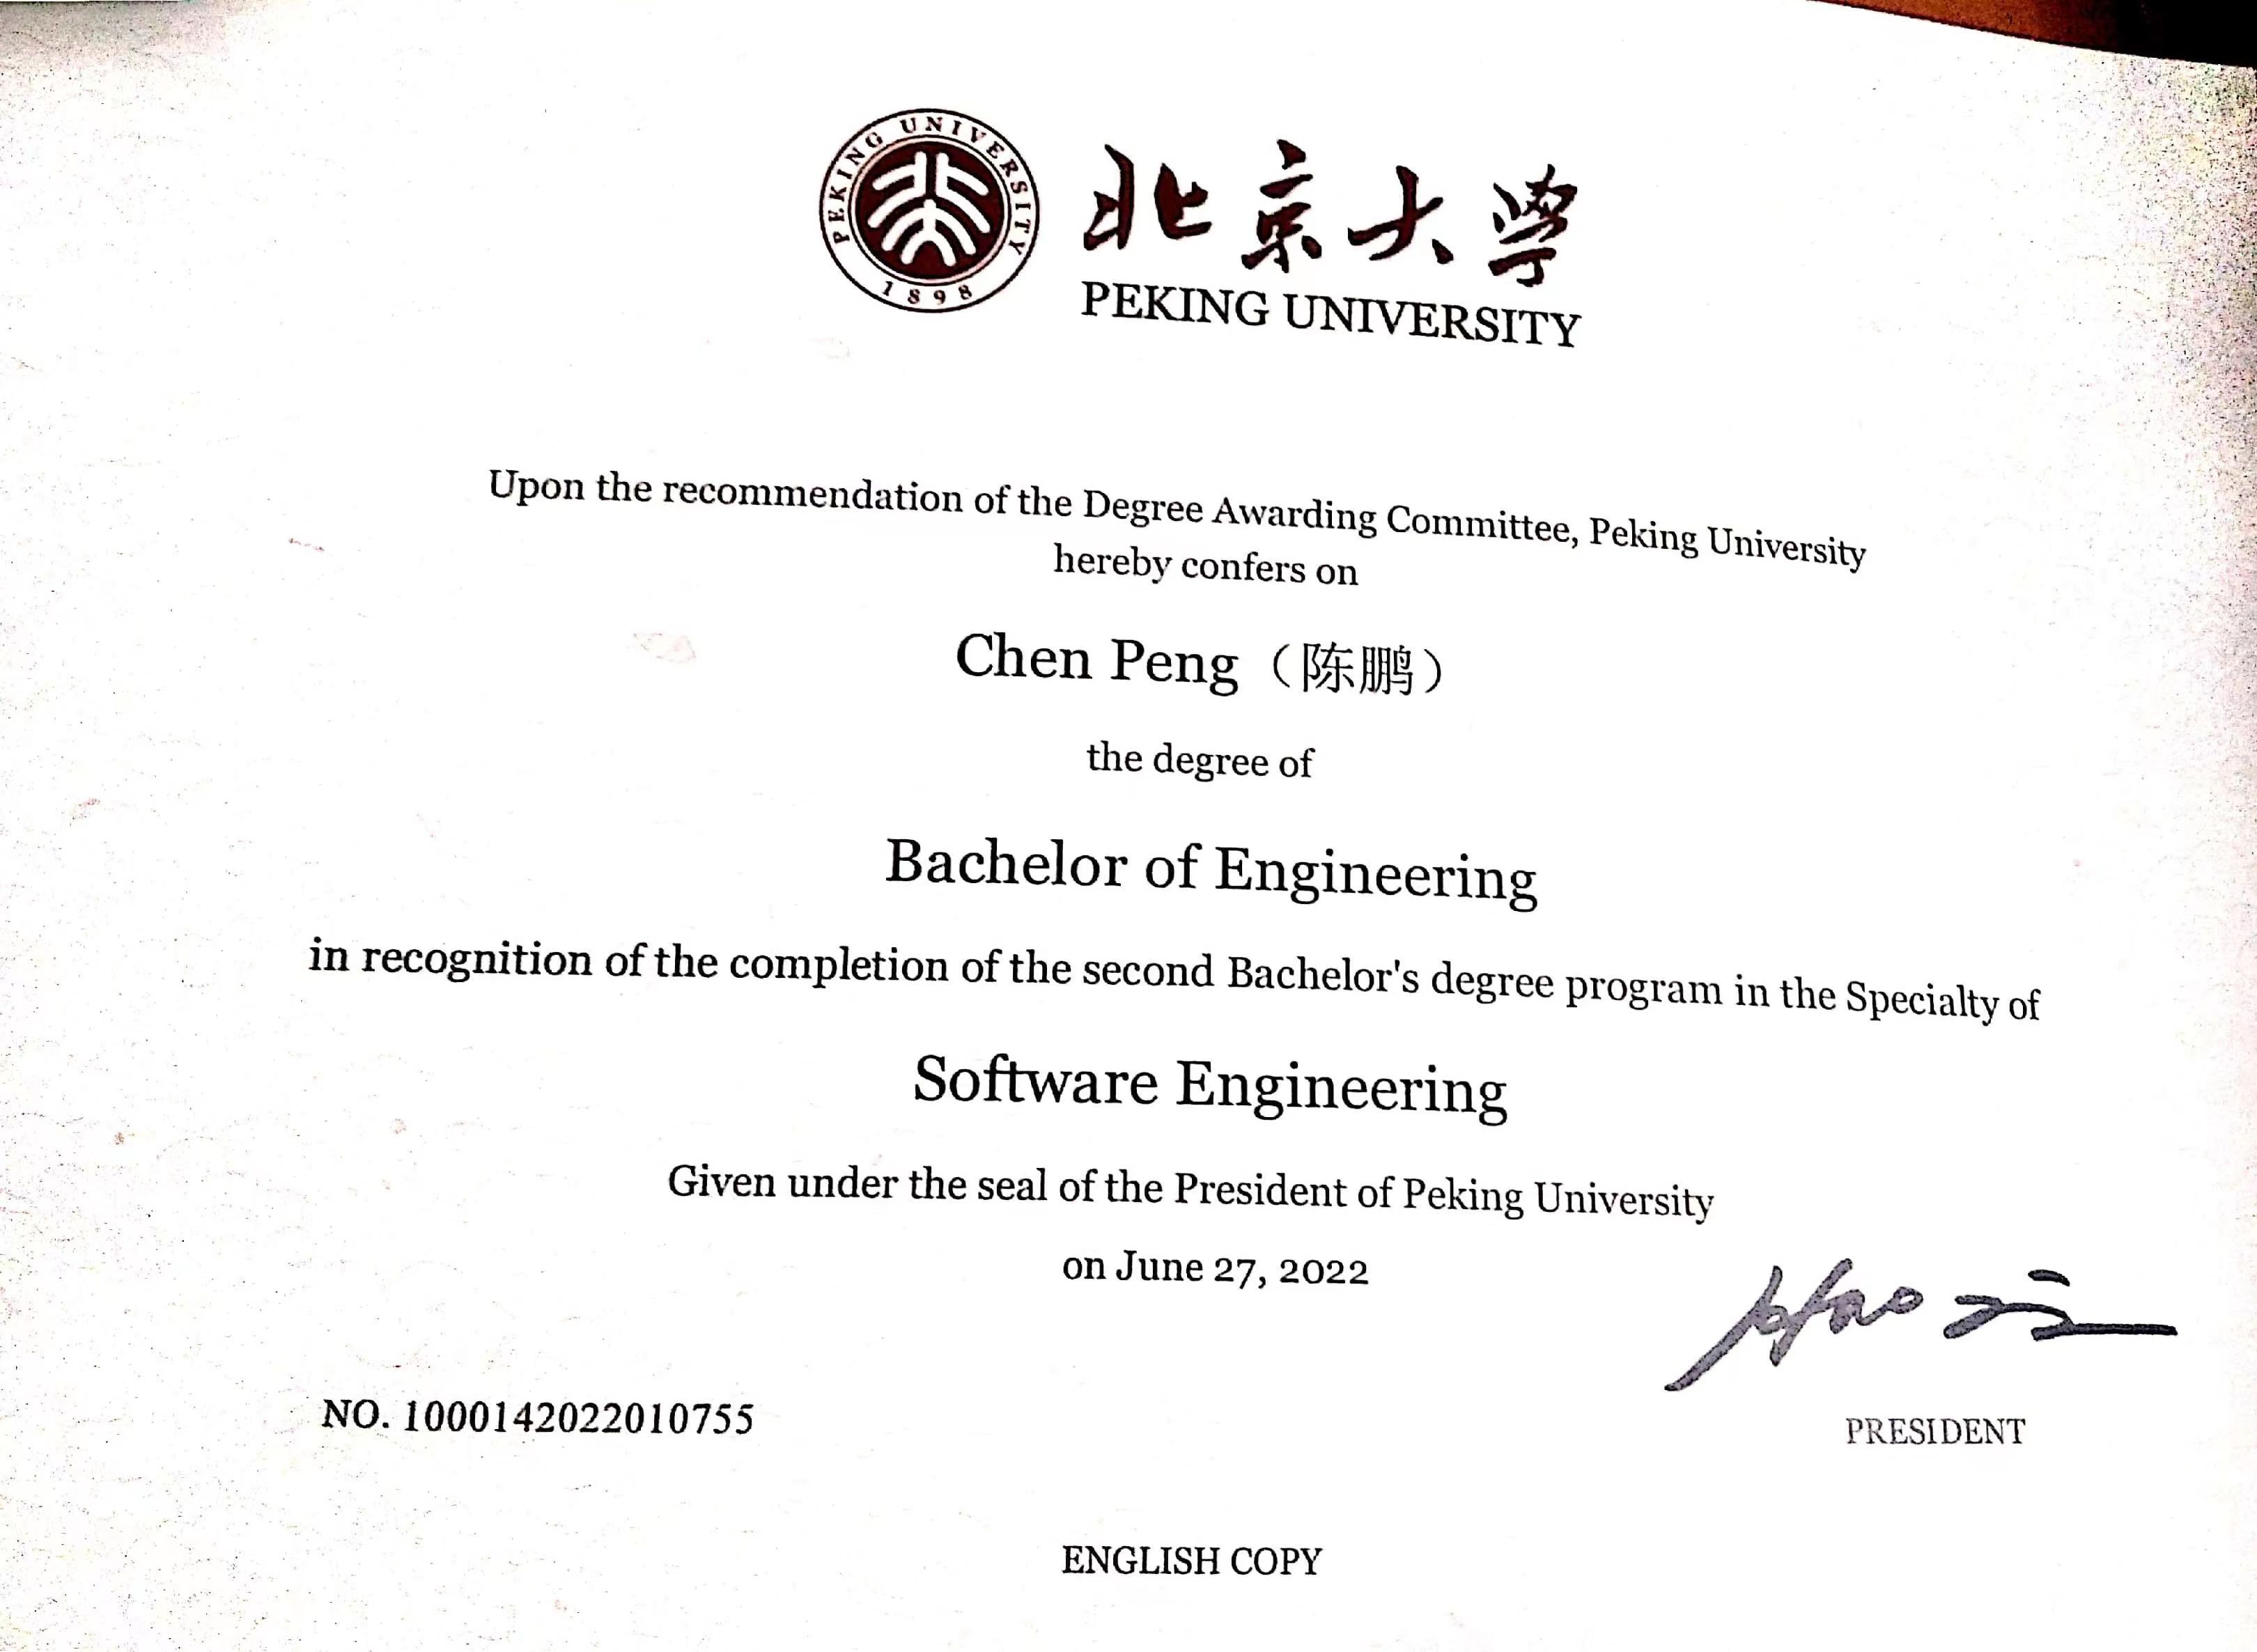 PEKING UNIVERSITY
1898
北京大學
PEKING UNIVERSITY
Upon the recommendation of the Degree Awarding Committee, Peking University
hereby confers on
Chen Peng（陈鹏）
the degree of
Bachelor of Engineering
in recognition of the completion of the second Bachelor's degree program in the Specialty of
Software Engineering
Given under the seal of the President of Peking University
on June 27, 2022
NO. 1000142022010755
PRESIDENT
ENGLISH COPY